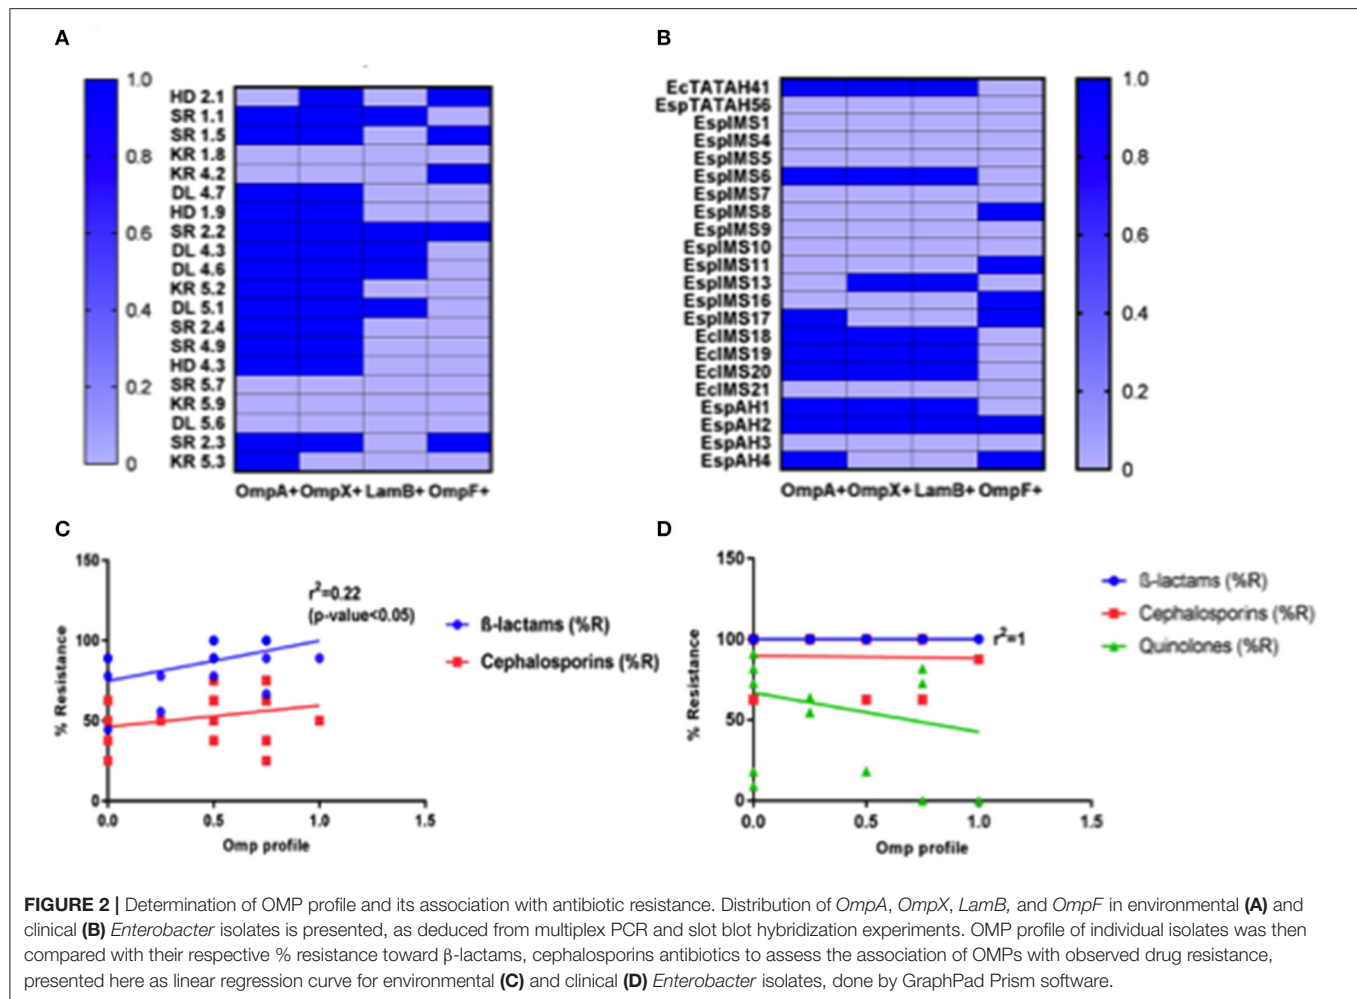 A
1.0
0.8
0.6
0.4
0.2
0
HD 2.1
SR 1.1
SR 1.5
KR 1.8
KR 4.2
DL 4.7
HD 1.9
SR 2.2
DL 4.3
DL 4.6
KR 5.2
DL 5.1
SR 2.4
SR 4.9
HD 4.3
SR 5.7
KR 5.9
DL 5.6
SR 2.3
KR 5.3
OmpA+ OmpX+ LamB+ OmpF+
B
EcTATAH41
EspTATAH56
EspIMS1
EspIMS4
EspIMS5
EspIMS6
EspIMS7
EspIMS8
EspIMS9
EspIMS10
EspIMS11
EspIMS13
EspIMS16
EspIMS17
EcIMS18
EcIMS19
EcIMS20
EcIMS21
EspAH1
EspAH2
EspAH3
EspAH4
OmpA+ OmpX+ LamB+ OmpF+
1.0
0.8
0.6
0.4
0.2
0
C
150
100
50
0
% Resistance
0.0 0.5 1.0 1.5
Omp profile
r²=0.22
(p-value<0.05)
ß-lactams (%R)
Cephalosporins (%R)
D
150
100
50
0
% Resistance
0.0 0.5 1.0 1.5
Omp profile
r²=1
ß-lactams (%R)
Cephalosporins (%R)
Quinolones (%R)
FIGURE 2 | Determination of OMP profile and its association with antibiotic resistance. Distribution of OmpA, OmpX, LamB, and OmpF in environmental (A) and
clinical (B) Enterobacter isolates is presented, as deduced from multiplex PCR and slot blot hybridization experiments. OMP profile of individual isolates was then
compared with their respective % resistance toward β-lactams, cephalosporins antibiotics to assess the association of OMPs with observed drug resistance,
presented here as linear regression curve for environmental (C) and clinical (D) Enterobacter isolates, done by GraphPad Prism software.